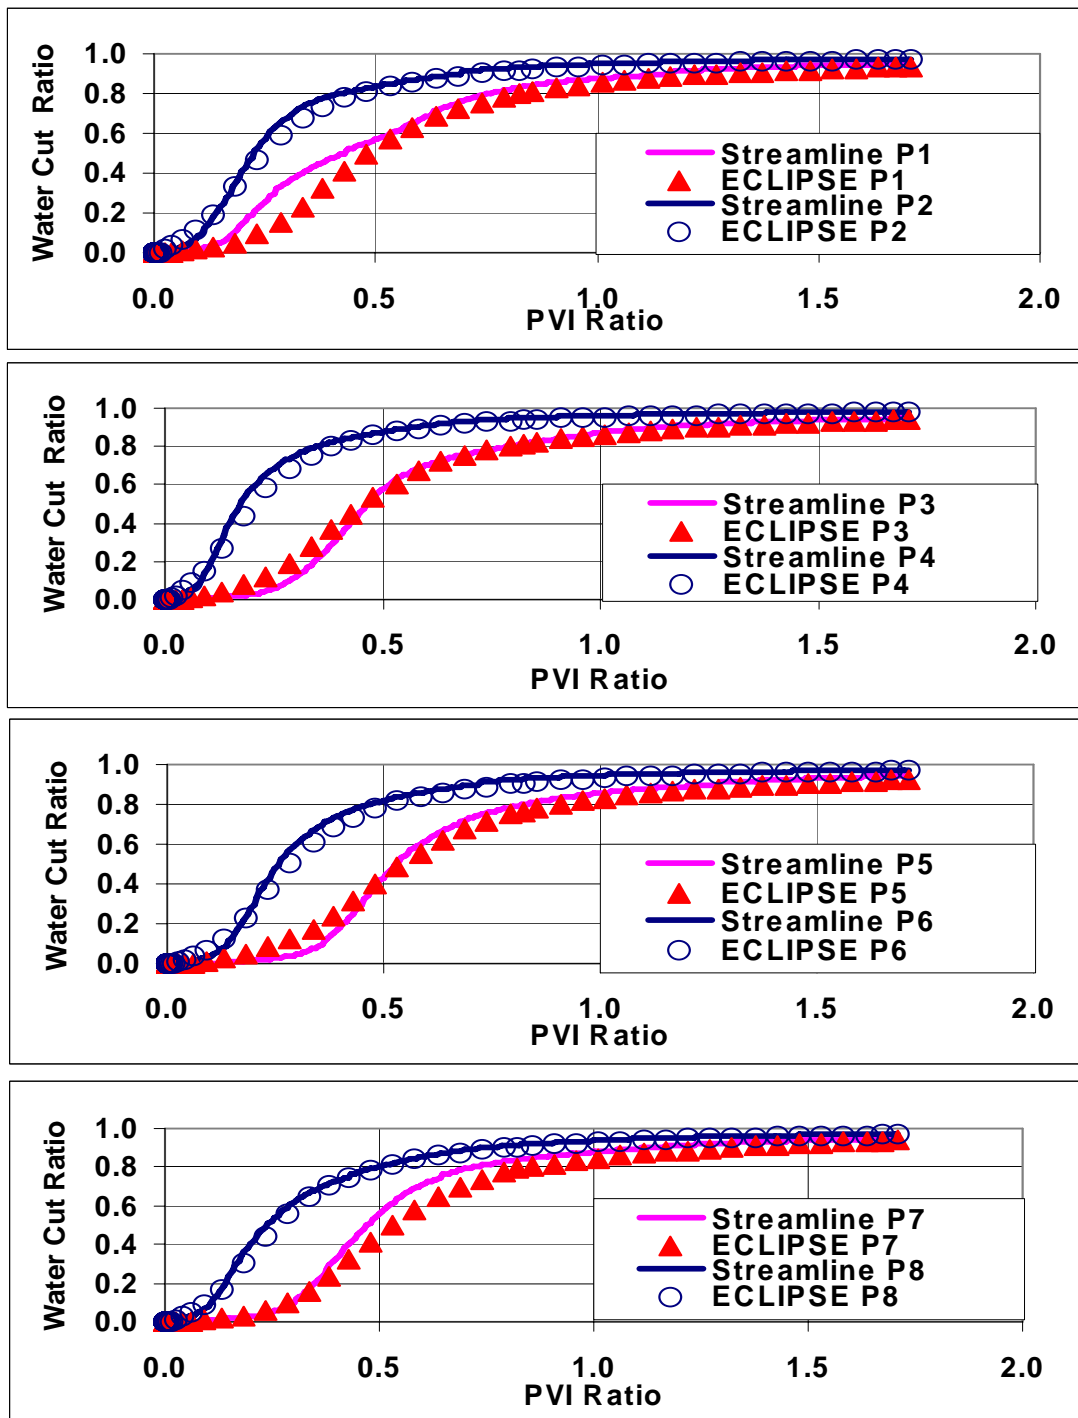 1.0
0.8
0.6
0.4
0.2
0.0
Water Cut Ratio
Streamline P1
ECLIPSE P1
Streamline P2
ECLIPSE P2
0.0 0.5 1.0 1.5 2.0
PVI Ratio
1.0
0.8
0.6
0.4
0.2
0.0
Water Cut Ratio
Streamline P3
ECLIPSE P3
Streamline P4
ECLIPSE P4
0.0 0.5 1.0 1.5 2.0
PVI Ratio
1.0
0.8
0.6
0.4
0.2
0.0
Water Cut Ratio
Streamline P5
ECLIPSE P5
Streamline P6
ECLIPSE P6
0.0 0.5 1.0 1.5 2.0
PVI Ratio
1.0
0.8
0.6
0.4
0.2
0.0
Water Cut Ratio
Streamline P7
ECLIPSE P7
Streamline P8
ECLIPSE P8
0.0 0.5 1.0 1.5 2.0
PVI Ratio